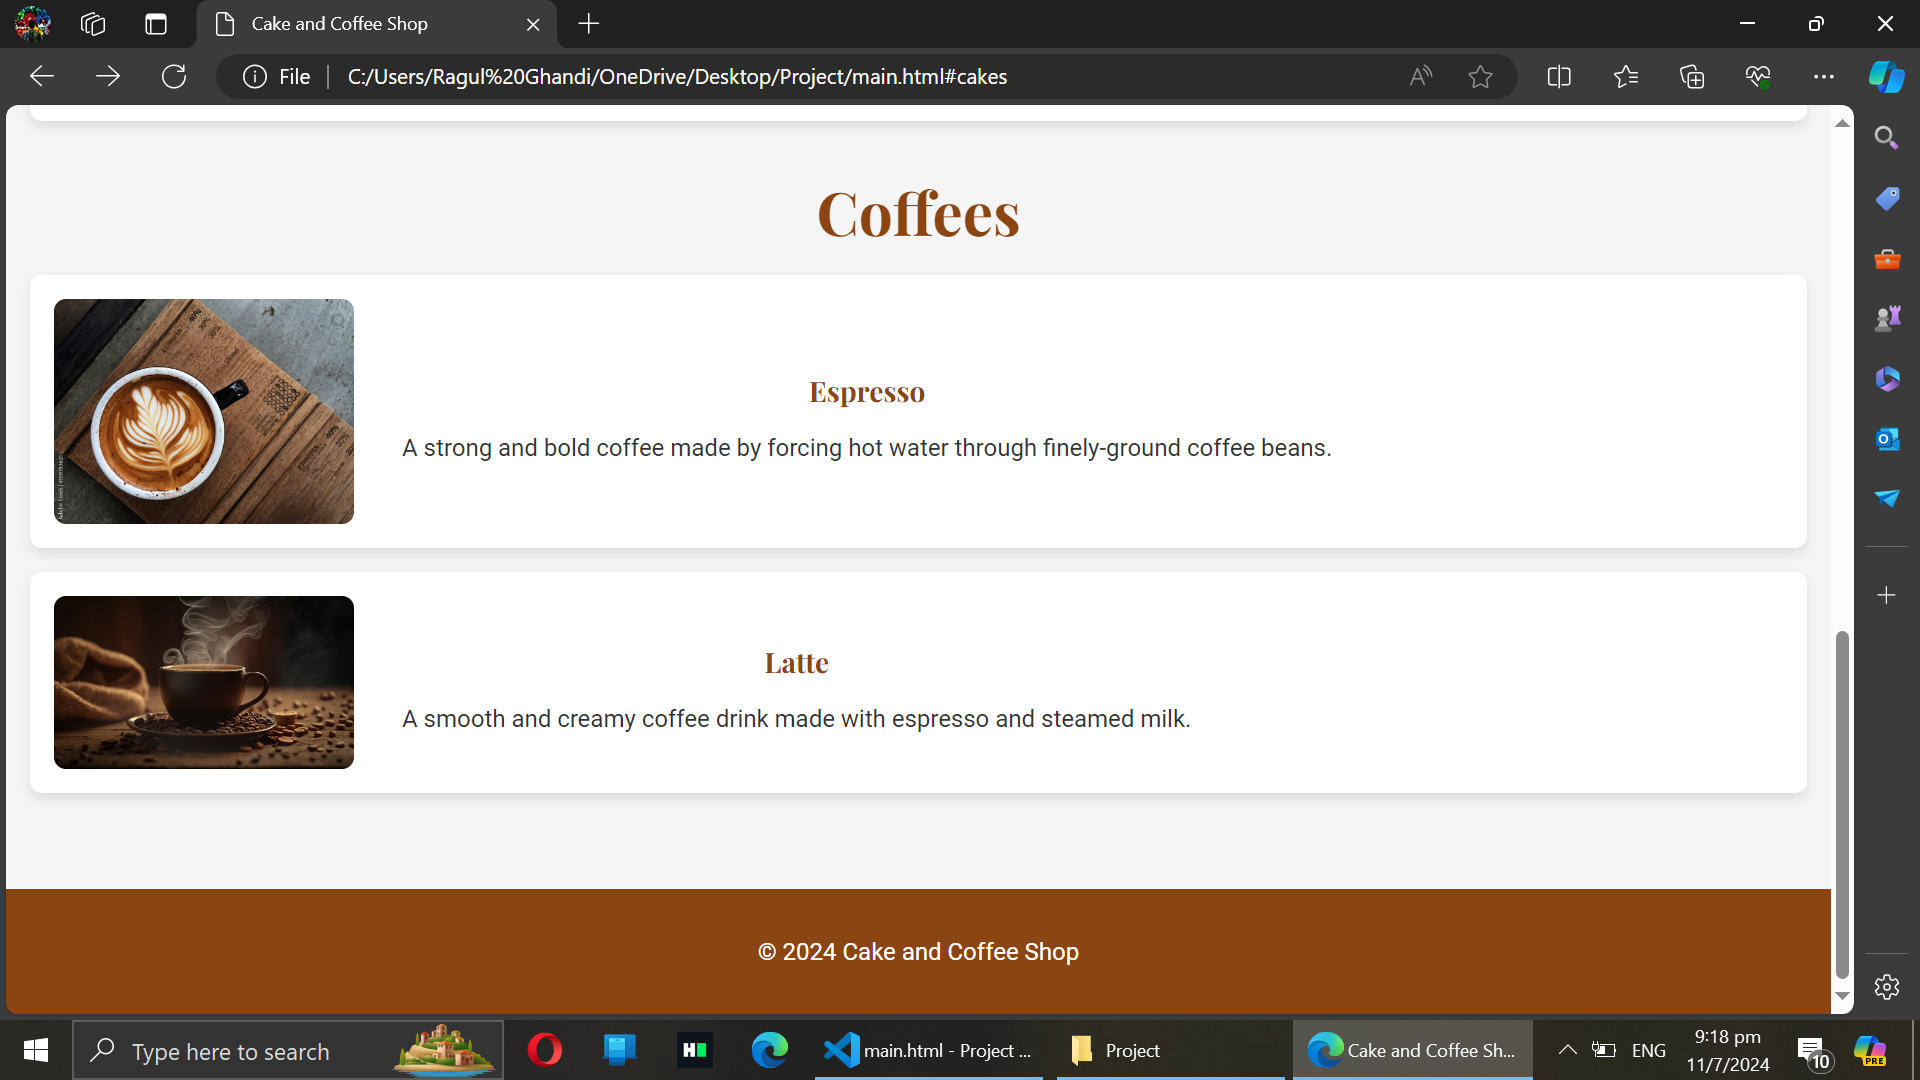 Cake and Coffee Shop
File
C:/Users/Ragul%20Ghandi/OneDrive/Desktop/Project/main.html#cakes
Coffees
Espresso
A strong and bold coffee made by forcing hot water through finely-ground coffee beans.
Latte
A smooth and creamy coffee drink made with espresso and steamed milk.
© 2024 Cake and Coffee Shop
Type here to search
main.html - Project ...
Project
Cake and Coffee Sh...
ENG
9:18 pm
11/7/2024
10
PRE